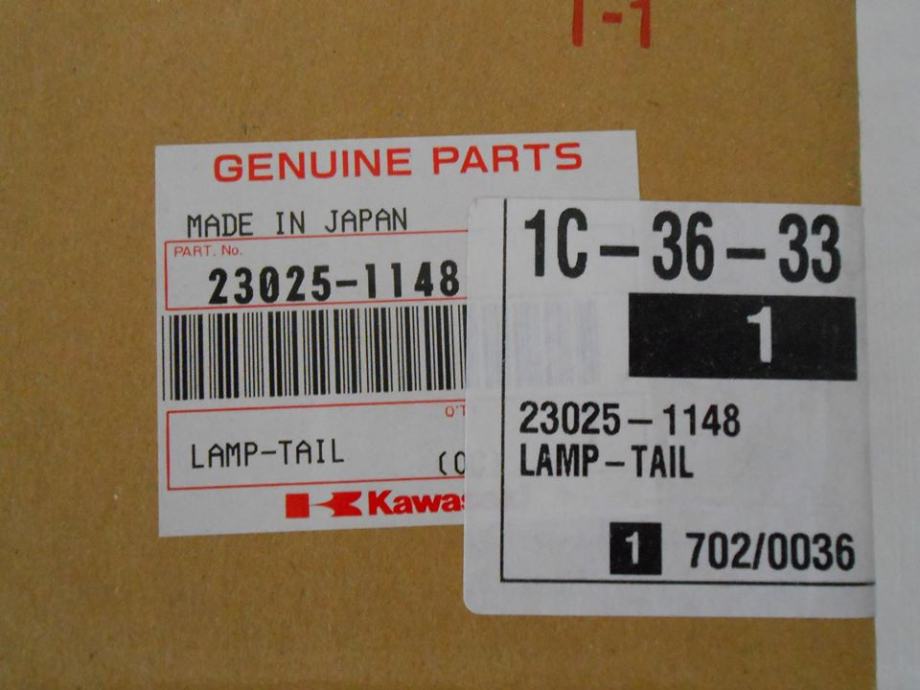 1-1
GENUINE PARTS
MADE IN JAPAN
PART. No.
23025-1148
LAMP-TAIL
1C-36-33
1
23025-1148
LAMP-TAIL
1 702/0036